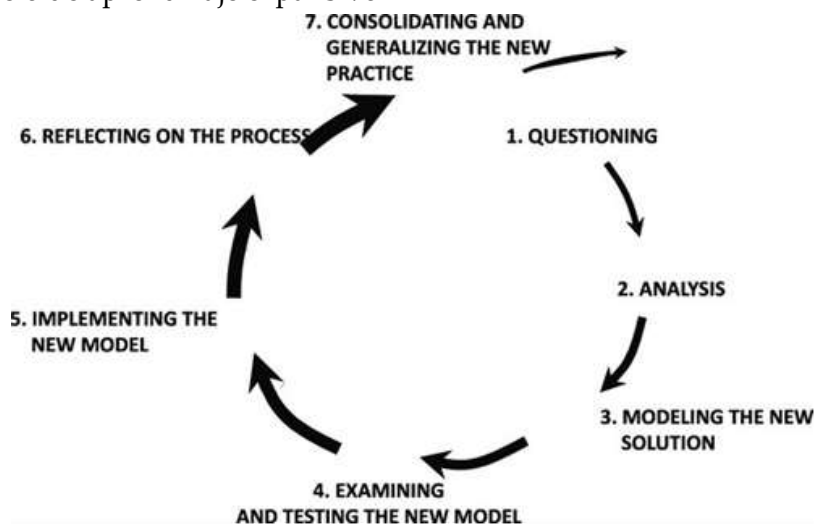 7. CONSOLIDATING AND
GENERALIZING THE NEW
PRACTICE
1. QUESTIONING
2. ANALYSIS
3. MODELING THE NEW
SOLUTION
4. EXAMINING
AND TESTING THE NEW MODEL
5. IMPLEMENTING THE
NEW MODEL
6. REFLECTING ON THE PROCESS